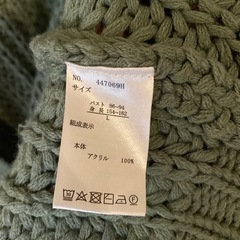 NO. 447069H
サイズ
バスト 86-94
身 長 154-162
L
組成表示
本体
アクリル 100%